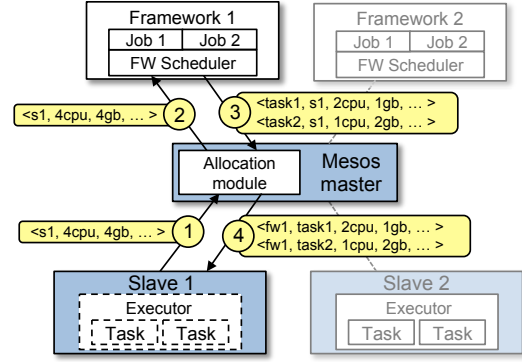 Framework 1
Job 1 Job 2
FW Scheduler
Framework 2
Job 1 Job 2
FW Scheduler
<s1, 4cpu, 4gb, … >
2
3
<task1, s1, 2cpu, 1gb, … >
<task2, s1, 1cpu, 2gb, … >
Allocation
module
Mesos
master
<s1, 4cpu, 4gb, … >
1
4
<fw1, task1, 2cpu, 1gb, … >
<fw1, task2, 1cpu, 2gb, … >
Slave 1
Executor
Task Task
Slave 2
Executor
Task Task